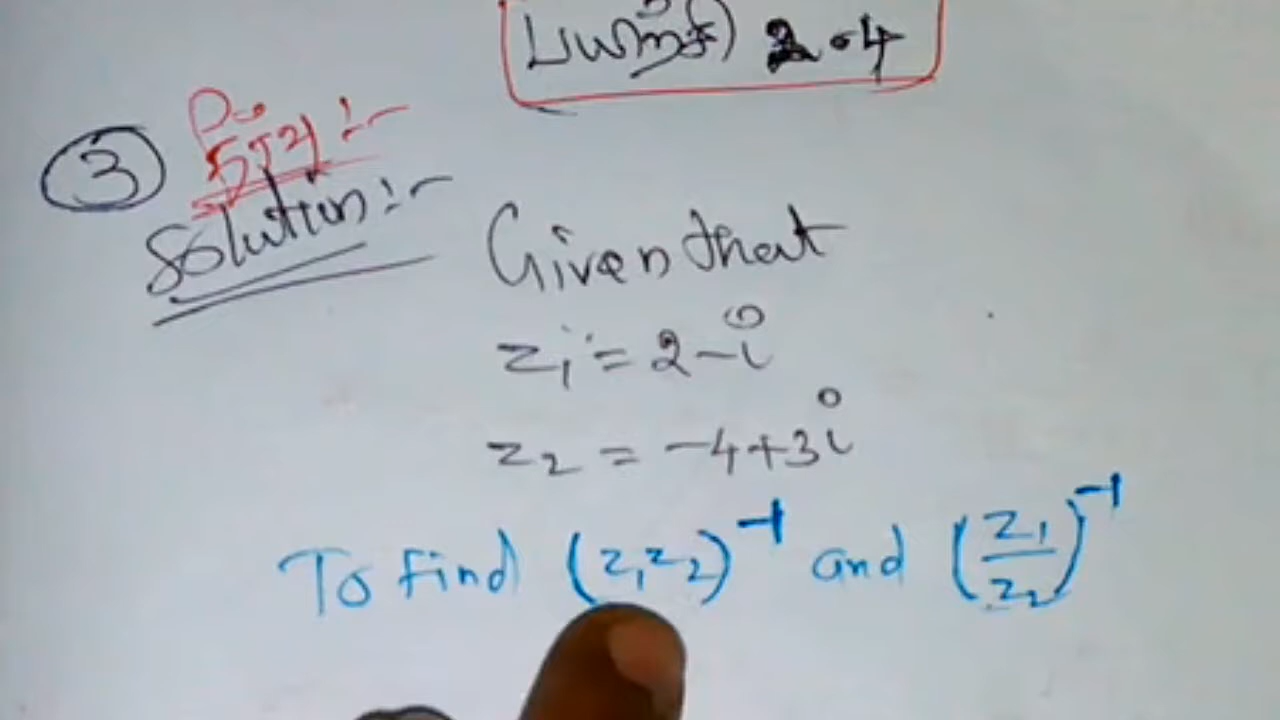 பயிற்சி 2.4
3
தீர்வு :-
Solution :-
Given that
z₁ = 2-i
z₂ = -4+3i
To find (z₁z₂)⁻¹ and (z₁/z₂)⁻¹